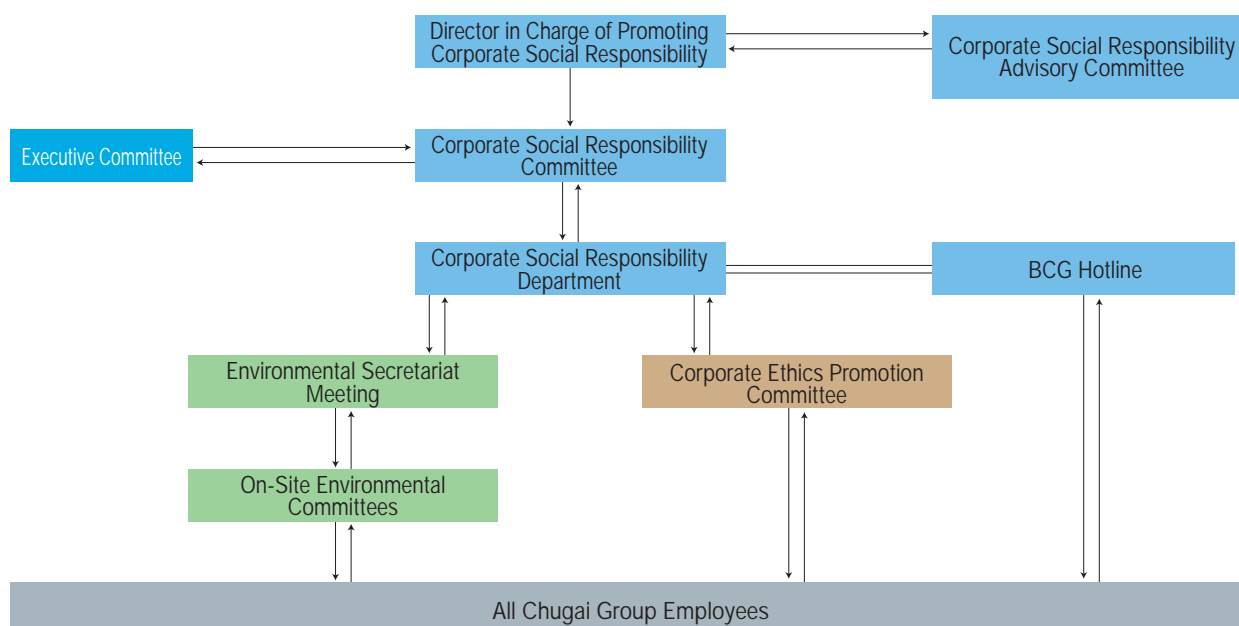 Director in Charge of Promoting
Corporate Social Responsibility
Corporate Social Responsibility
Advisory Committee
Executive Committee
Corporate Social Responsibility
Committee
Corporate Social Responsibility
Department
BCG Hotline
Environmental Secretariat
Meeting
Corporate Ethics Promotion
Committee
On-Site Environmental
Committees
All Chugai Group Employees